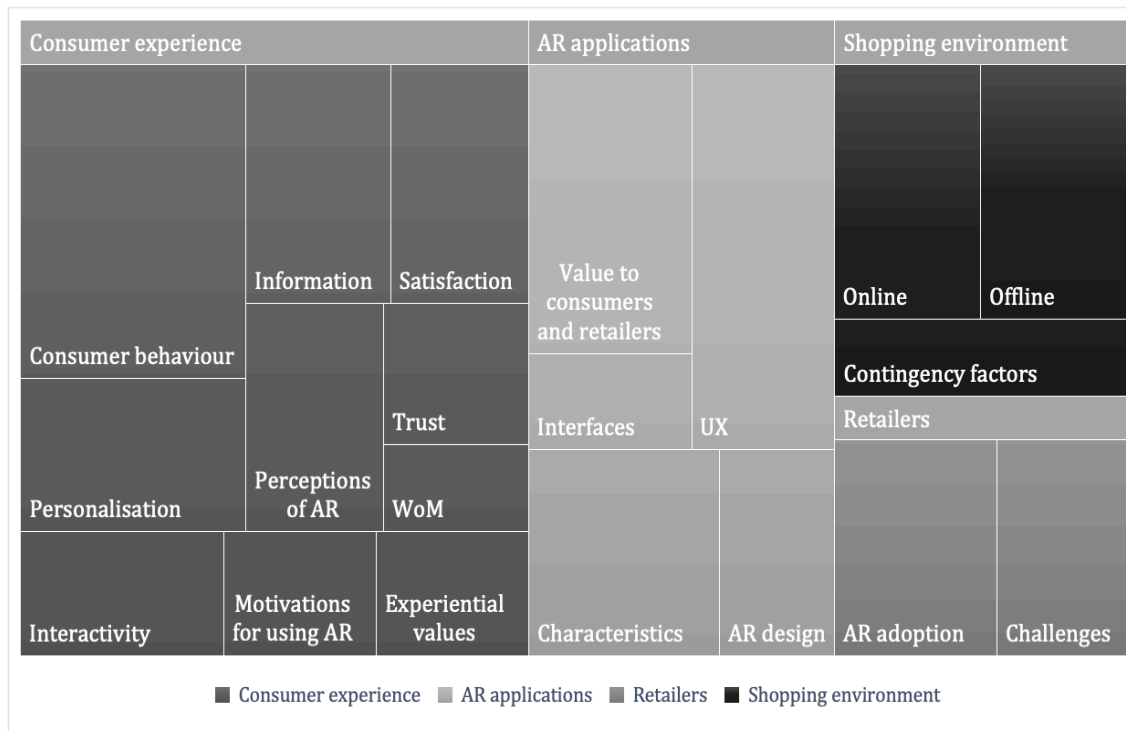 Consumer experience
AR applications
Shopping environment
Consumer behaviour
Information
Satisfaction
Personalisation
Perceptions
of AR
Trust
WoM
Interactivity
Motivations
for using AR
Experiential
values
Value to
consumers
and retailers
UX
Interfaces
Characteristics
AR design
Online
Offline
Contingency factors
Retailers
AR adoption
Challenges
Consumer experience
AR applications
Retailers
Shopping environment